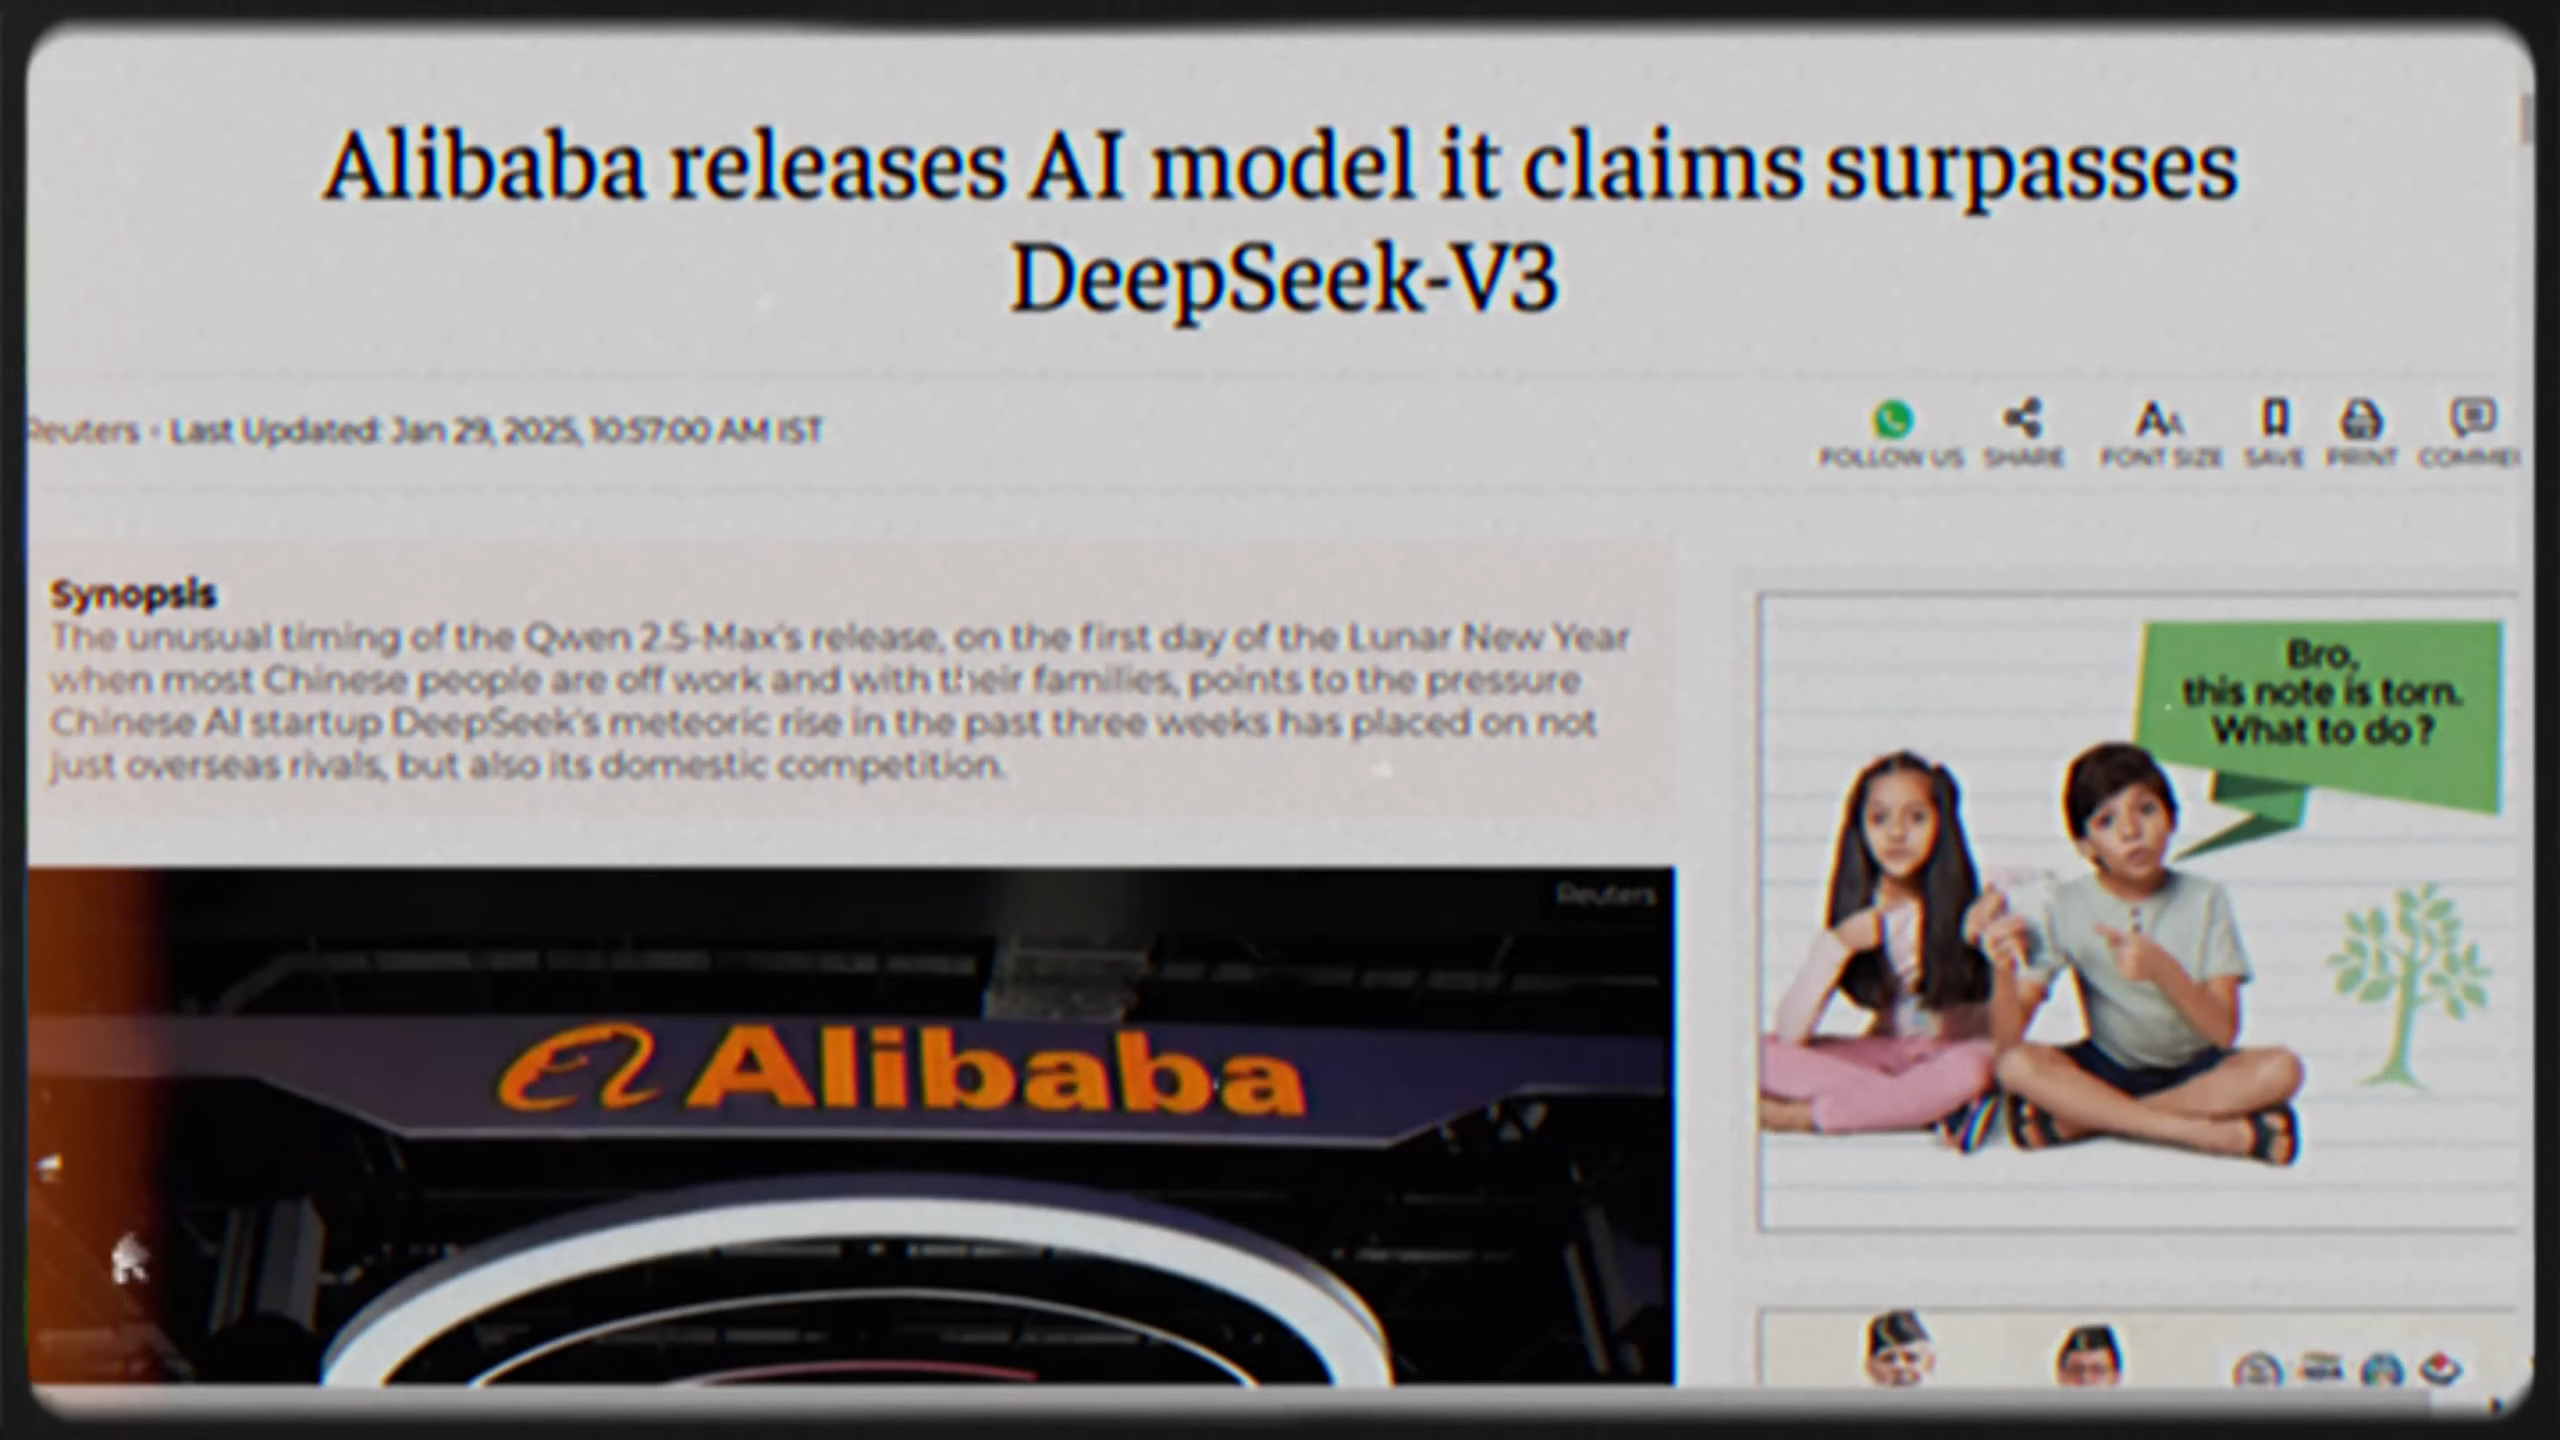 Alibaba releases AI model it claims surpasses
DeepSeek-V3
Reuters • Last Updated: Jan 29, 2025, 10:57:00 AM IST
FOLLOW US SHARE FONT SIZE SAVE PRINT COMME
Synopsis
The unusual timing of the Qwen 2.5-Max's release, on the first day of the Lunar New Year
when most Chinese people are off work and with their families, points to the pressure
Chinese AI startup DeepSeek's meteoric rise in the past three weeks has placed on not
just overseas rivals, but also its domestic competition.
Bro,
this note is torn.
What to do?
Reuters
Alibaba